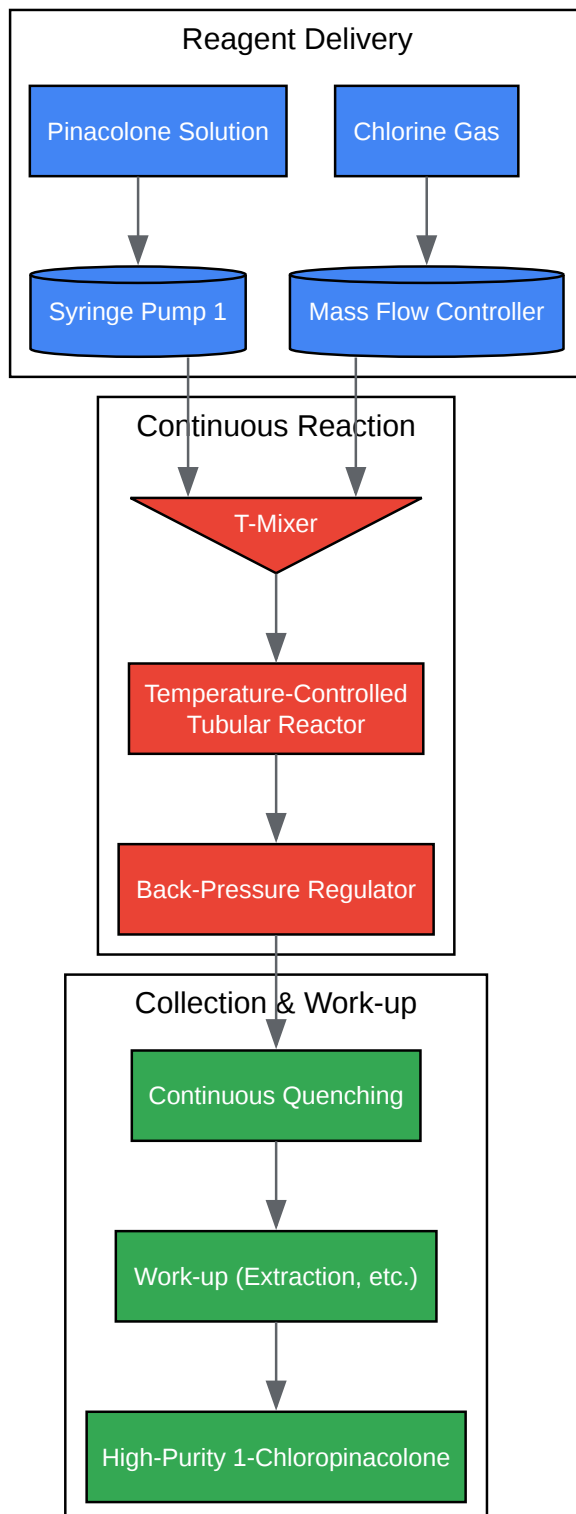 Reagent Delivery
Pinacolone Solution
Chlorine Gas
Syringe Pump 1
Mass Flow Controller
Continuous Reaction
T-Mixer
Temperature-Controlled
Tubular Reactor
Back-Pressure Regulator
Collection & Work-up
Continuous Quenching
Work-up (Extraction, etc.)
High-Purity 1-Chloropinacolone